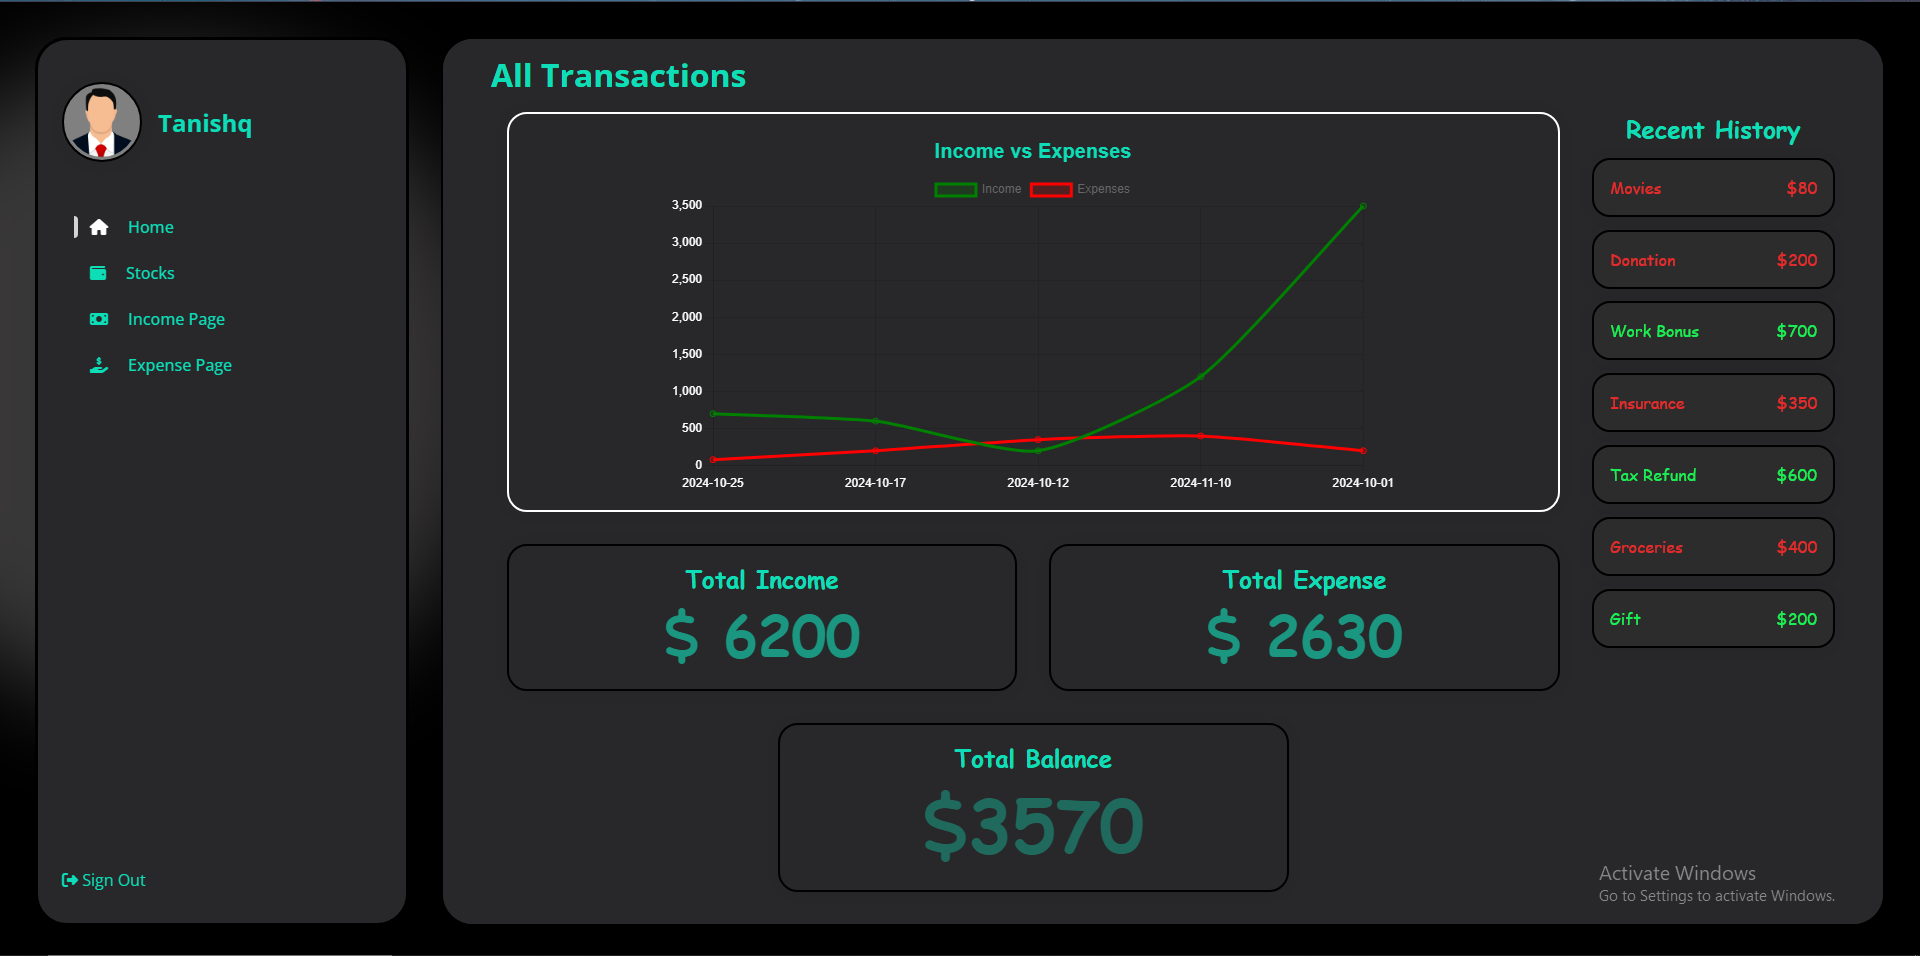 Tanishq
Home
Stocks
Income Page
Expense Page
Sign Out
All Transactions
Income vs Expenses
Income Expenses
3,500
3,000
2,500
2,000
1,500
1,000
500
0
2024-10-25 2024-10-17 2024-10-12 2024-11-10 2024-10-01
Total Income
$ 6200
Total Expense
$ 2630
Total Balance
$3570
Recent History
Movies $80
Donation $200
Work Bonus $700
Insurance $350
Tax Refund $600
Groceries $400
Gift $200
Activate Windows
Go to Settings to activate Windows.